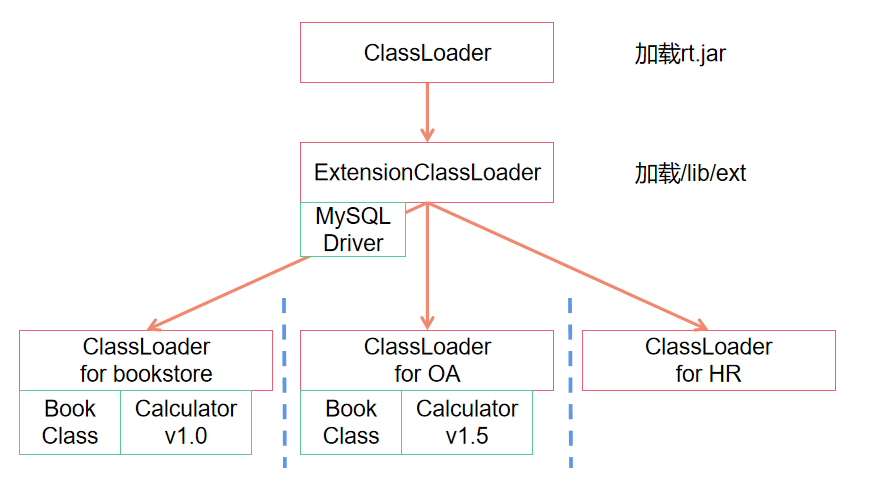 ClassLoader
加载rt.jar
ExtensionClassLoader
加载/lib/ext
MySQL
Driver
ClassLoader
for bookstore
ClassLoader
for OA
ClassLoader
for HR
Book
Class
Calculator
v1.0
Book
Class
Calculator
v1.5